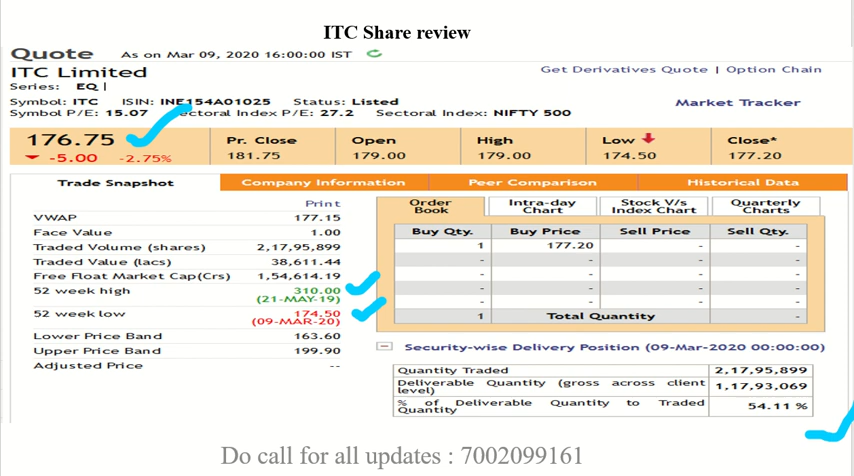 ITC Share review
Quote As on Mar 09, 2020 16:00:00 IST
Get Derivatives Quote | Option Chain
ITC Limited
Series: EQ |
Symbol: ITC ISIN: INE154A01025 Status: Listed
Market Tracker
Symbol P/E: 15.07 Sectoral Index P/E: 27.2 Sectoral Index: NIFTY 500
176.75 Pr. Close Open High Low Close*
-5.00 -2.75% 181.75 179.00 179.00 174.50 177.20
Trade Snapshot Company Information Peer Comparison Historical Data
Print
VWAP 177.15
Face Value 1.00
Traded Volume (shares) 2,17,95,899
Traded Value (lacs) 38,611.44
Free Float Market Cap(Crs) 1,54,614.19
52 week high 310.00
(21-MAY-19)
52 week low 174.50
(09-MAR-20)
Lower Price Band 163.60
Upper Price Band 199.90
Adjusted Price --
Order Book Intra-day Chart Stock V/s Index Chart Quarterly Charts
Buy Qty. Buy Price Sell Price Sell Qty.
1 177.20 - -
- - - -
- - - -
- - - -
- - - -
1 Total Quantity -
Security-wise Delivery Position (09-Mar-2020 00:00:00)
Quantity Traded 2,17,95,899
Deliverable Quantity (gross across client level) 1,17,93,069
% of Deliverable Quantity to Traded Quantity 54.11 %
Do call for all updates : 7002099161